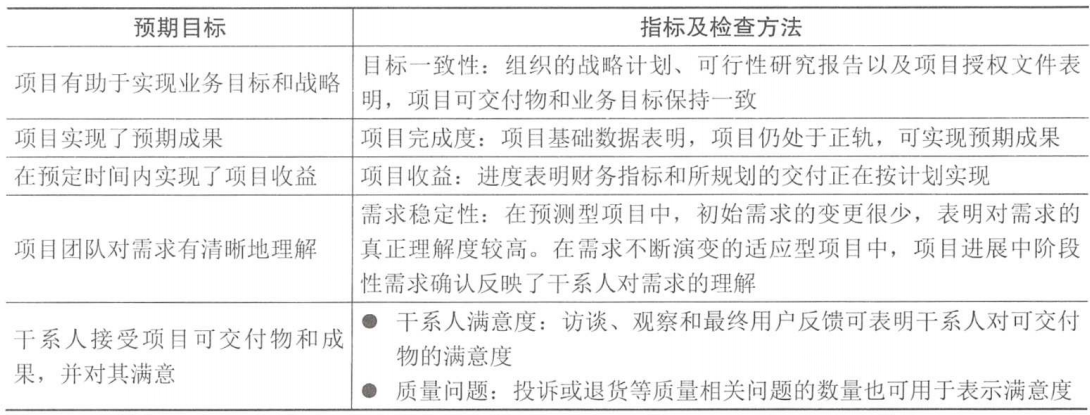 预期目标
指标及检查方法
项目有助于实现业务目标和战略
目标一致性：组织的战略计划、可行性研究报告以及项目授权文件表
明，项目可交付物和业务目标保持一致
项目实现了预期成果
项目完成度：项目基础数据表明，项目仍处于正轨，可实现预期成果
在预定时间内实现了项目收益
项目收益：进度表明财务指标和所规划的交付正在按计划实现
项目团队对需求有清晰地理解
需求稳定性：在预测型项目中，初始需求的变更很少，表明对需求的
真正理解度较高。在需求不断演变的适应型项目中，项目进展中阶段
性需求确认反映了干系人对需求的理解
干系人接受项目可交付物和成
果，并对其满意
● 干系人满意度：访谈、观察和最终用户反馈可表明干系人对可交付
物的满意度
● 质量问题：投诉或退货等质量相关问题的数量也可用于表示满意度